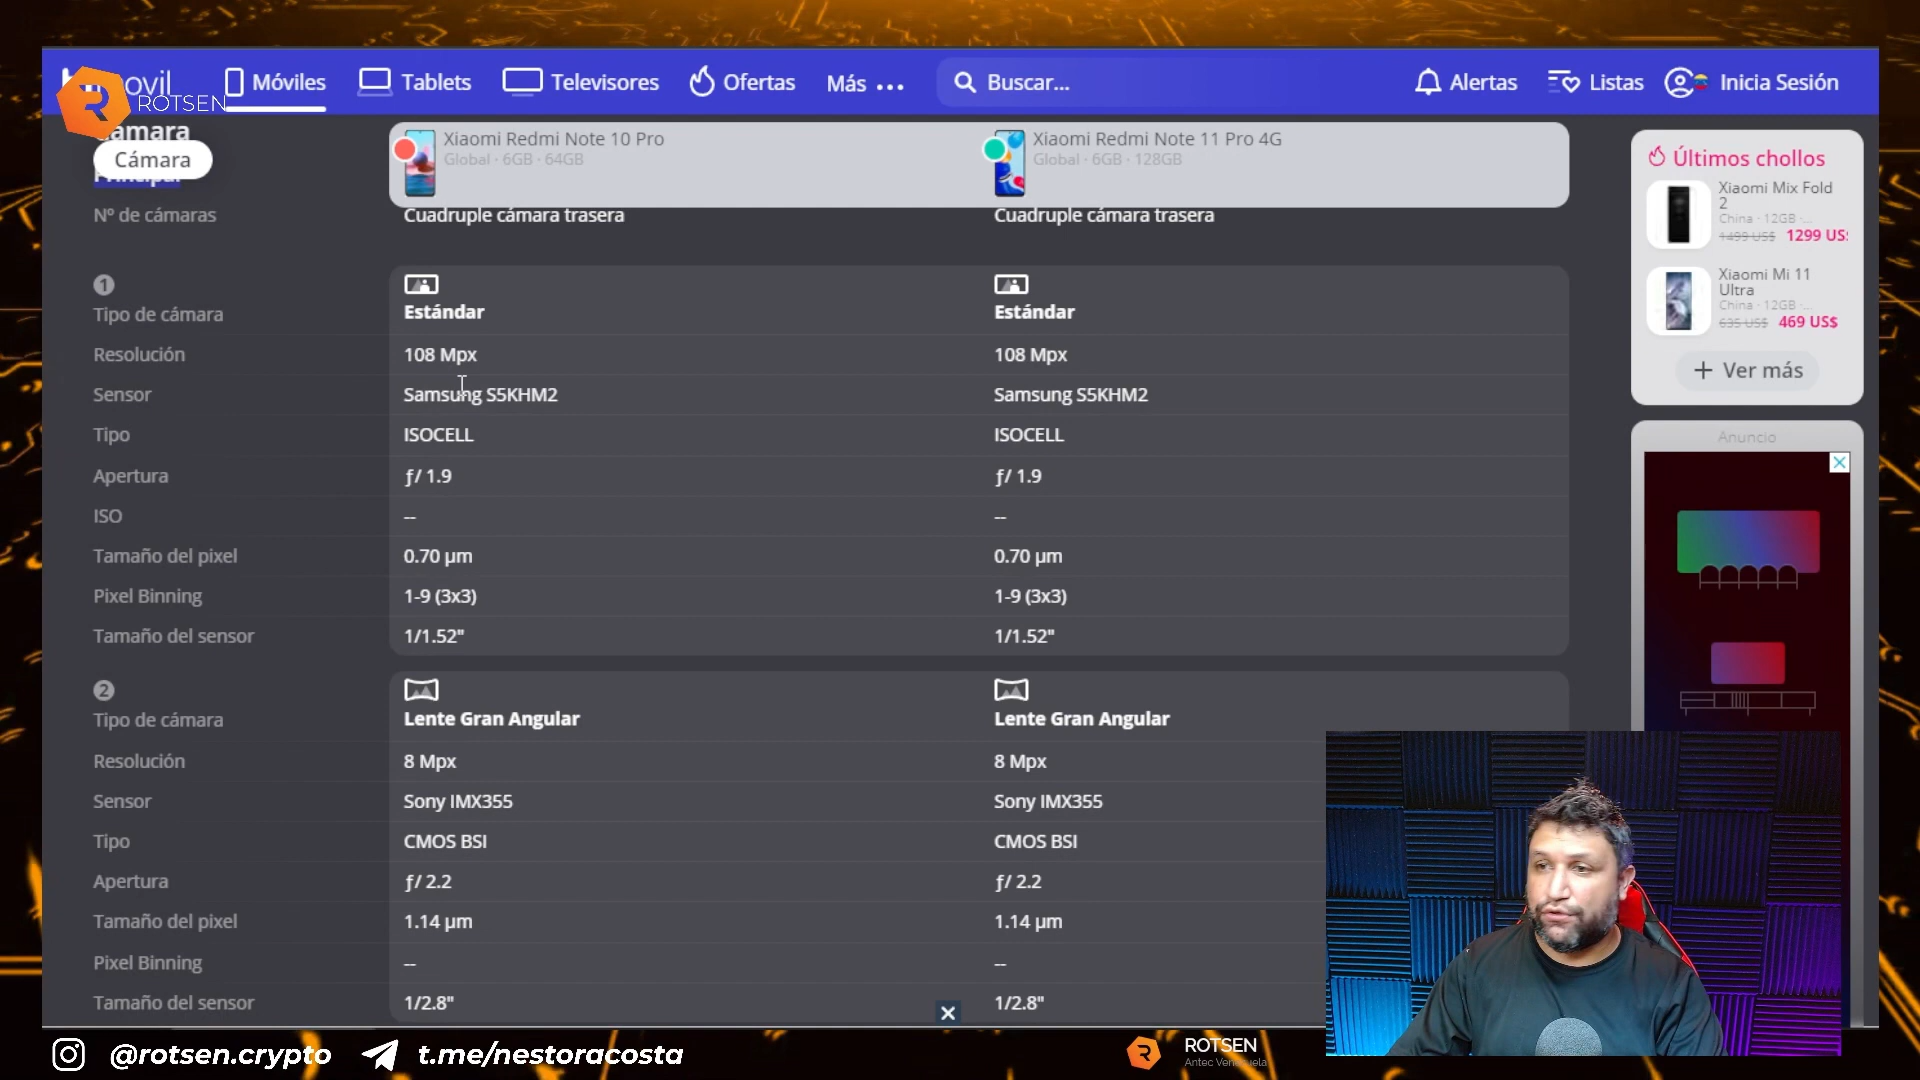 ovil
ROTSEN
Móviles
Tablets
Televisores
Ofertas
Más
Buscar...
Alertas
Listas
Inicia Sesión
Cámara
Cámara
Principal
Xiaomi Redmi Note 10 Pro
Global · 6GB · 64GB
Xiaomi Redmi Note 11 Pro 4G
Global · 6GB · 128GB
Nº de cámaras
Cuadruple cámara trasera
Cuadruple cámara trasera
1
Tipo de cámara
Estándar
Estándar
Resolución
108 Mpx
108 Mpx
Sensor
Samsung S5KHM2
Samsung S5KHM2
Tipo
ISOCELL
ISOCELL
Apertura
ƒ/ 1.9
ƒ/ 1.9
ISO
--
--
Tamaño del pixel
0.70 µm
0.70 µm
Pixel Binning
1-9 (3x3)
1-9 (3x3)
Tamaño del sensor
1/1.52"
1/1.52"
2
Tipo de cámara
Lente Gran Angular
Lente Gran Angular
Resolución
8 Mpx
8 Mpx
Sensor
Sony IMX355
Sony IMX355
Tipo
CMOS BSI
CMOS BSI
Apertura
ƒ/ 2.2
ƒ/ 2.2
Tamaño del pixel
1.14 µm
1.14 µm
Pixel Binning
--
--
Tamaño del sensor
1/2.8"
1/2.8"
Últimos chollos
Xiaomi Mix Fold
2
China · 12GB ·...
1499 US$ 1299 US$
Xiaomi Mi 11
Ultra
China · 12GB ·...
635 US$ 469 US$
+ Ver más
Anuncio
@rotsen.crypto
t.me/nestoracosta
ROTSEN
Antec Venezuela